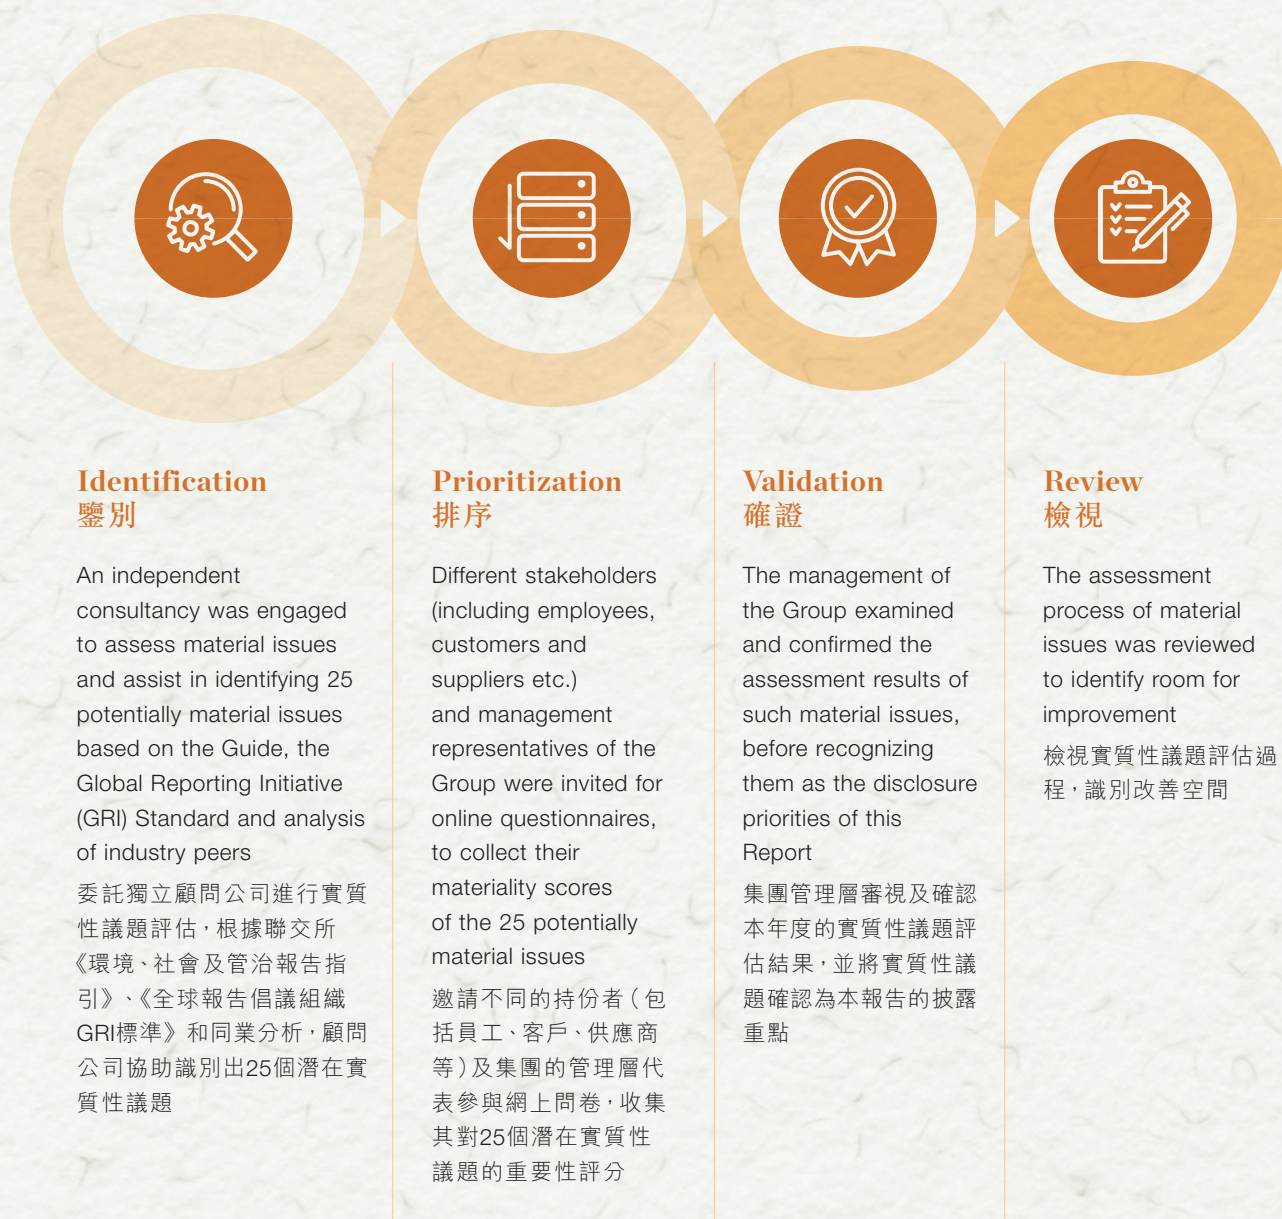 Identification
鑒別
An independent
consultancy was engaged
to assess material issues
and assist in identifying 25
potentially material issues
based on the Guide, the
Global Reporting Initiative
(GRI) Standard and analysis
of industry peers
委託獨立顧問公司進行實質
性議題評估，根據聯交所
《環境、社會及管治報告指
引》、《全球報告倡議組織
GRI標準》和同業分析，顧問
公司協助識別出25個潛在實
質性議題
Prioritization
排序
Different stakeholders
(including employees,
customers and
suppliers etc.)
and management
representatives of the
Group were invited for
online questionnaires,
to collect their
materiality scores
of the 25 potentially
material issues
邀請不同的持份者（包
括員工、客戶、供應商
等）及集團的管理層代
表參與網上問卷，收集
其對25個潛在實質性
議題的重要性評分
Validation
確證
The management of
the Group examined
and confirmed the
assessment results of
such material issues,
before recognizing
them as the disclosure
priorities of this
Report
集團管理層審視及確認
本年度的實質性議題評
估結果，並將實質性議
題確認為本報告的披露
重點
Review
檢視
The assessment
process of material
issues was reviewed
to identify room for
improvement
檢視實質性議題評估過
程，識別改善空間